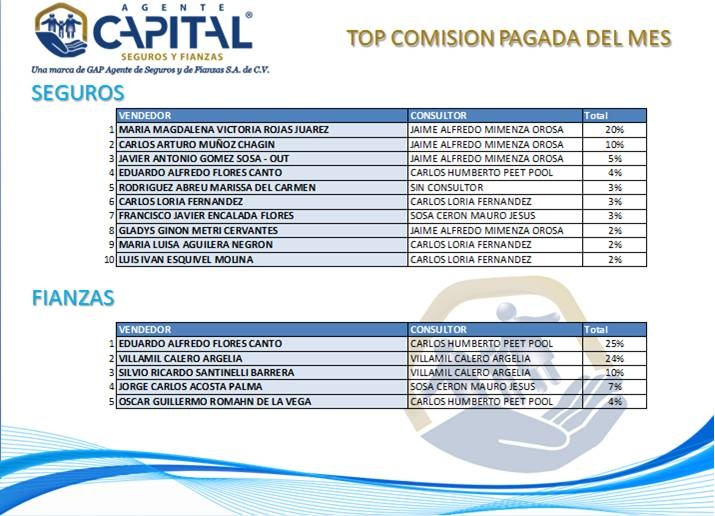 AGENTE
CAPITAL®
SEGUROS Y FIANZAS
Una marca de GAP Agente de Seguros y de Fianzas S.A. de C.V.
TOP COMISION PAGADA DEL MES
SEGUROS
VENDEDOR CONSULTOR Total
1 MARIA MAGDALENA VICTORIA ROJAS JUAREZ JAIME ALFREDO MIMENZA OROSA 20%
2 CARLOS ARTURO MUÑOZ CHAGIN JAIME ALFREDO MIMENZA OROSA 10%
3 JAVIER ANTONIO GOMEZ SOSA - OUT JAIME ALFREDO MIMENZA OROSA 5%
4 EDUARDO ALFREDO FLORES CANTO CARLOS HUMBERTO PEET POOL 4%
5 RODRIGUEZ ABREU MARISSA DEL CARMEN SIN CONSULTOR 3%
6 CARLOS LORIA FERNANDEZ CARLOS LORIA FERNANDEZ 3%
7 FRANCISCO JAVIER ENCALADA FLORES SOSA CERON MAURO JESUS 3%
8 GLADYS GINON METRI CERVANTES JAIME ALFREDO MIMENZA OROSA 2%
9 MARIA LUISA AGUILERA NEGRON CARLOS LORIA FERNANDEZ 2%
10 LUIS IVAN ESQUIVEL MOLINA CARLOS LORIA FERNANDEZ 2%
FIANZAS
VENDEDOR CONSULTOR Total
1 EDUARDO ALFREDO FLORES CANTO CARLOS HUMBERTO PEET POOL 25%
2 VILLAMIL CALERO ARGELIA VILLAMIL CALERO ARGELIA 24%
3 SILVIO RICARDO SANTINELLI BARRERA VILLAMIL CALERO ARGELIA 10%
4 JORGE CARLOS ACOSTA PALMA SOSA CERON MAURO JESUS 7%
5 OSCAR GUILLERMO ROMAHN DE LA VEGA CARLOS HUMBERTO PEET POOL 4%